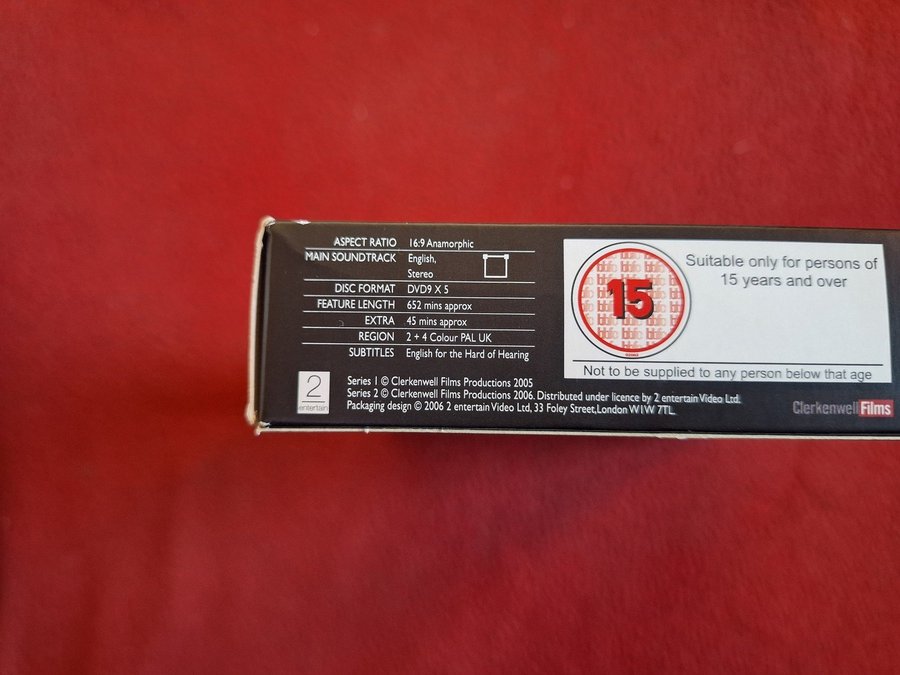 ASPECT RATIO 16:9 Anamorphic
MAIN SOUNDTRACK English,
Stereo
DISC FORMAT DVD9 X 5
FEATURE LENGTH 652 mins approx
EXTRA 45 mins approx
REGION 2 + 4 Colour PAL UK
SUBTITLES English for the Hard of Hearing
2
entertain
Series 1 © Clerkenwell Films Productions 2005
Series 2 © Clerkenwell Films Productions 2006. Distributed under licence by 2 entertain Video Ltd.
Packaging design © 2006 2 entertain Video Ltd, 33 Foley Street, London W1W 7TL
15
Suitable only for persons of
15 years and over
Not to be supplied to any person below that age
Clerkenwell Films